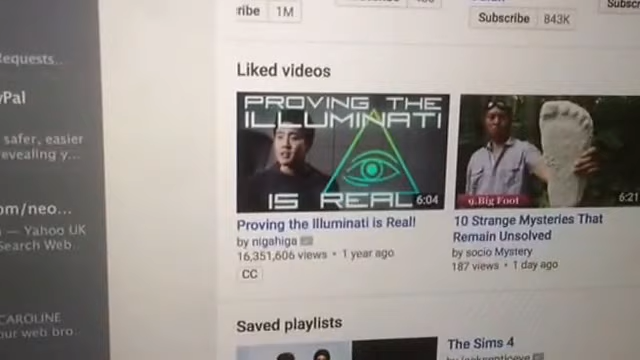 ribe 1M
Subscribe 843K
Requests..
yPal
safer, easier
evealing y...
om/neo...
— Yahoo UK
Search Web
CAROLINE
our web bro..
Liked videos
PROVING THE
ILLUMINATI
IS REAL
6:04
Proving the Illuminati is Real!
by nigahiga
16,351,606 views • 1 year ago
CC
9.Big Foot
6:21
10 Strange Mysteries That
Remain Unsolved
by socio Mystery
187 views • 1 day ago
Saved playlists
The Sims 4